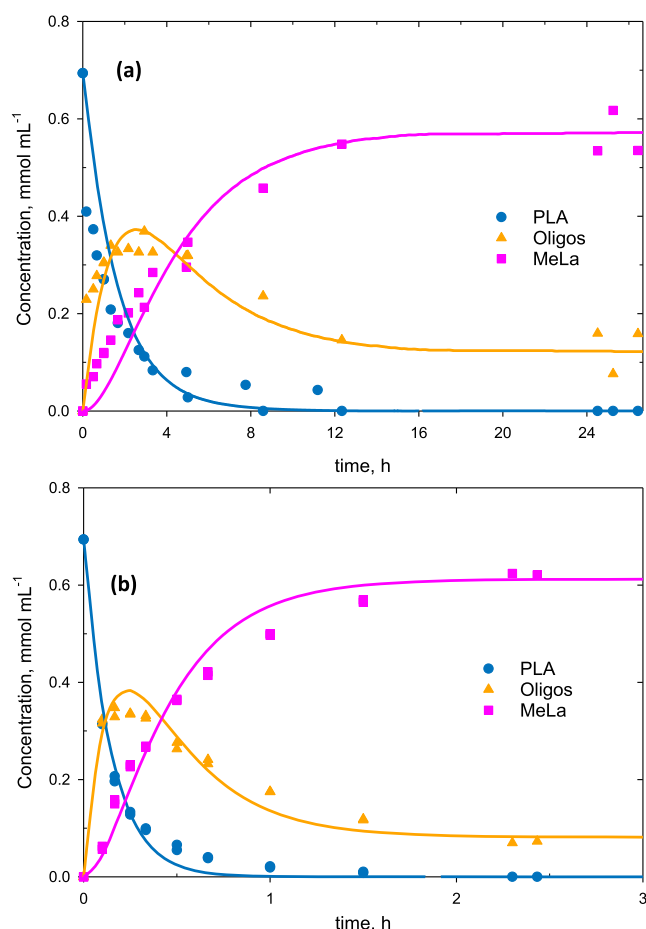 0.8
(a)
0.6
Concentration, mmol mL-1
0.4
PLA
Oligos
MeLa
0.2
0.0
0 4 8 12 16 20 24
time, h
0.8
(b)
0.6
Concentration, mmol mL-1
PLA
0.4
Oligos
MeLa
0.2
0.0
0 1 2 3
time, h